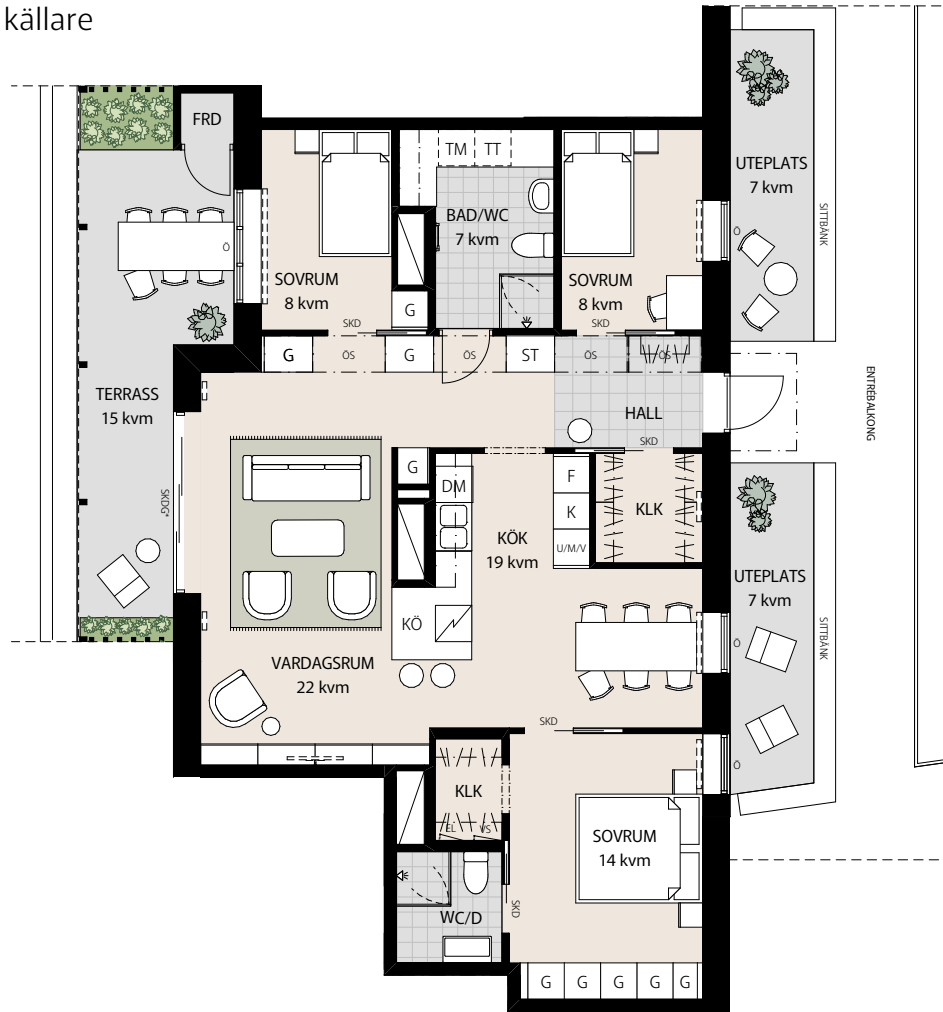 källare
FRD
TM
TT
UTEPLATS
7 kvm
SITTBÄNK
BAD/WC
7 kvm
Ö
Ö
SOVRUM
8 kvm
SOVRUM
8 kvm
G
SKD
SKD
G
ÖS
G
ÖS
ST
ÖS
ÖS
TERRASS
15 kvm
ENTRÉBALKONG
HALL
SKD
G
DM
F
K
U/M/V
KLK
KÖK
19 kvm
SKDG*
UTEPLATS
7 kvm
SITTBÄNK
KÖ
Ö
VARDAGSRUM
22 kvm
SKD
Ö
KLK
EL
VS
SOVRUM
14 kvm
WC/D
SKD
G
G
G
G
G